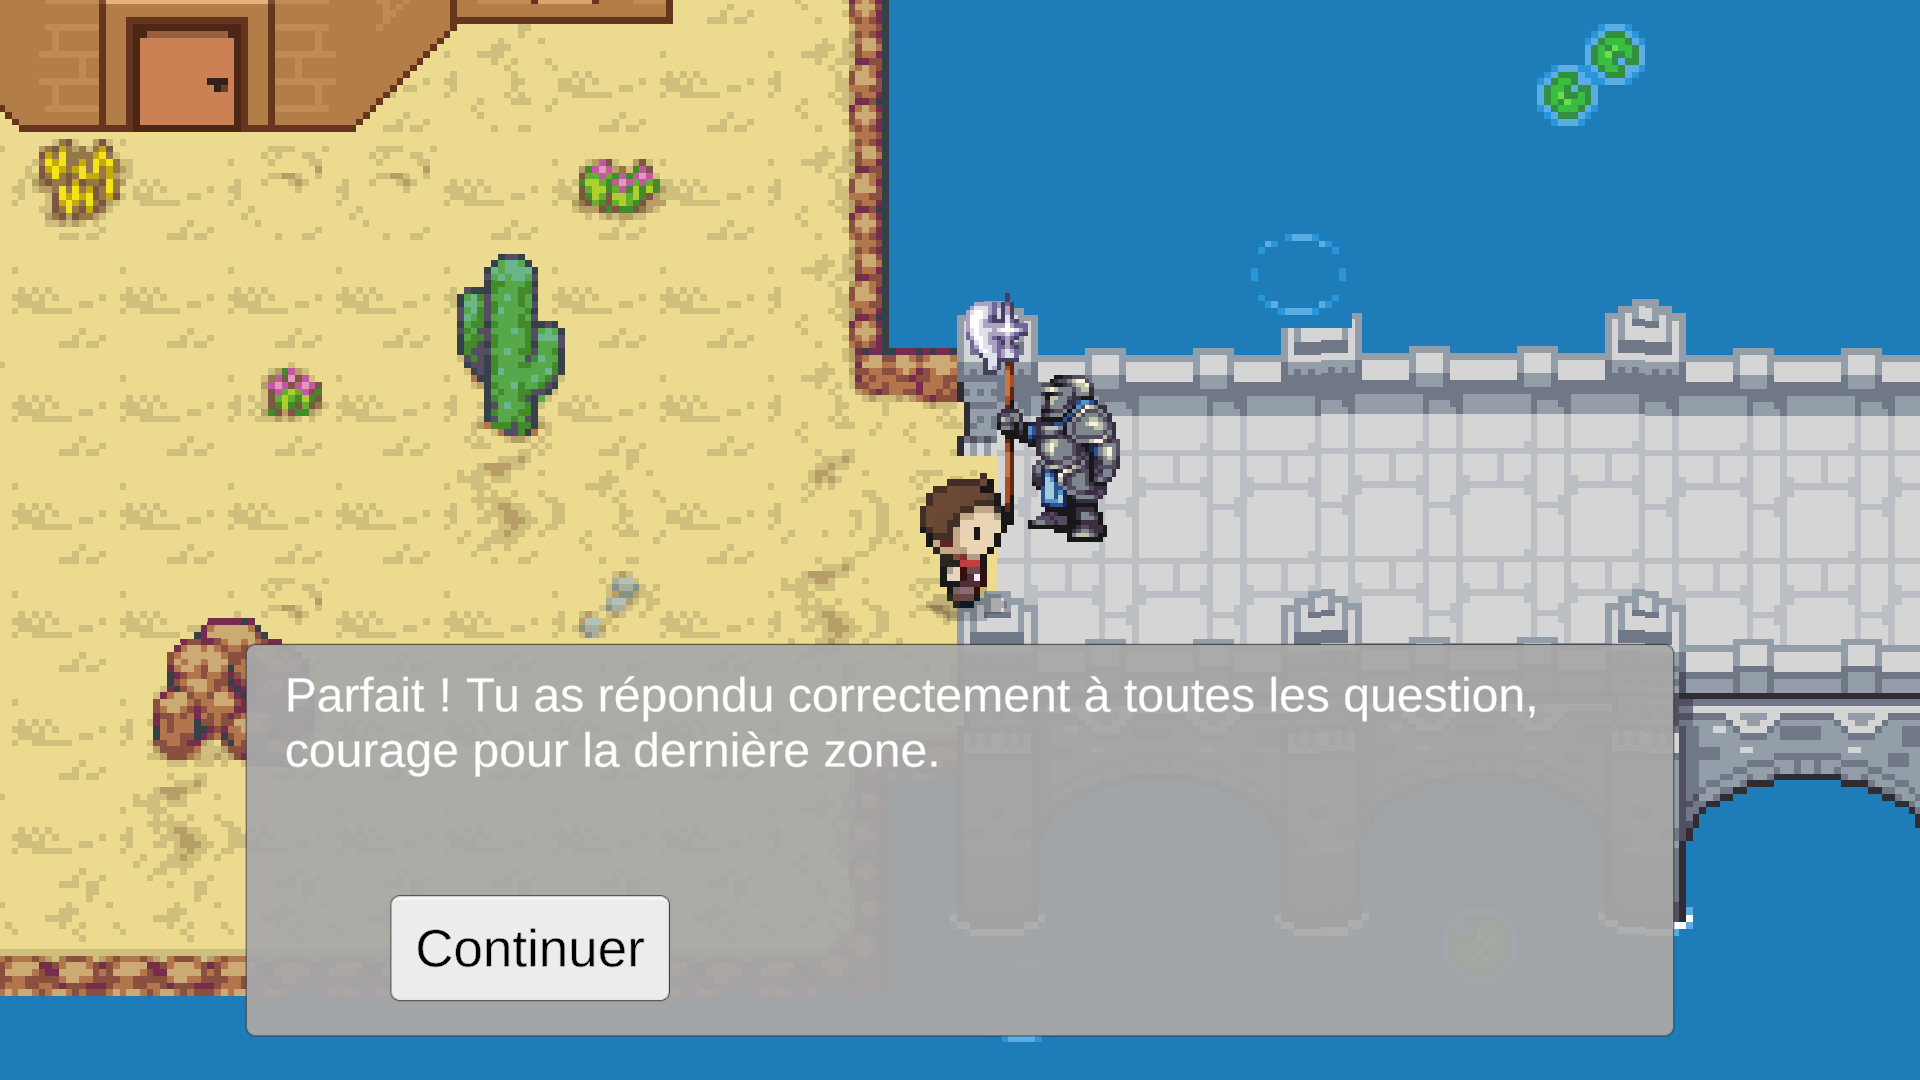 Parfait ! Tu as répondu correctement à toutes les question,
courage pour la dernière zone.
Continuer